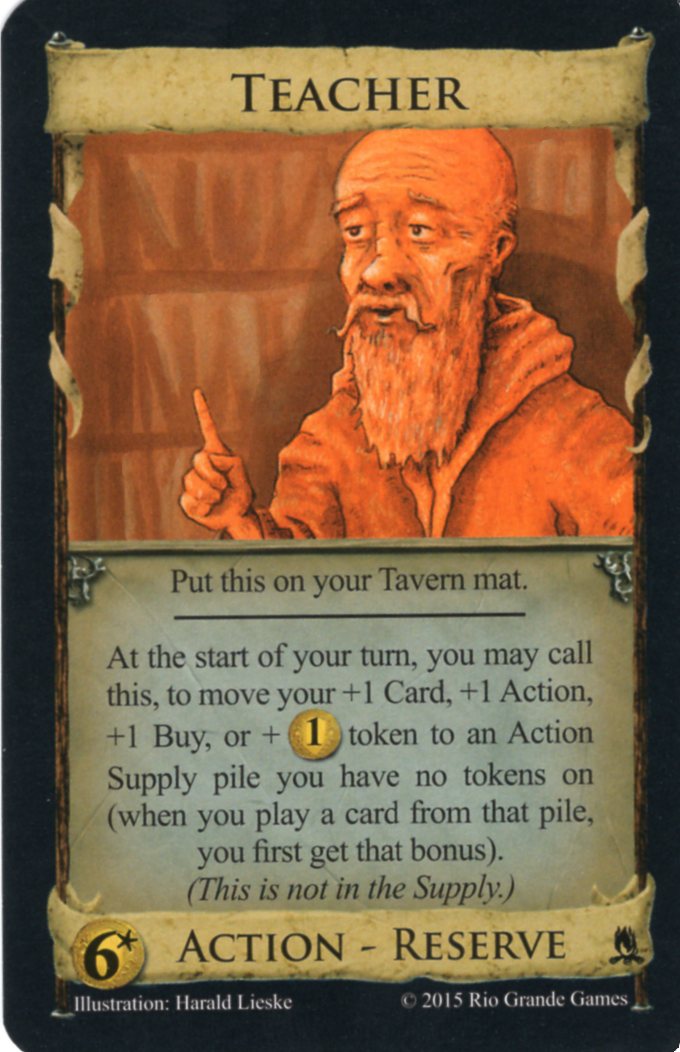 TEACHER
Put this on your Tavern mat.
At the start of your turn, you may call
this, to move your +1 Card, +1 Action,
+1 Buy, or + 1 token to an Action
Supply pile you have no tokens on
(when you play a card from that pile,
you first get that bonus).
(This is not in the Supply.)
6* ACTION - RESERVE
Illustration: Harald Lieske © 2015 Rio Grande Games